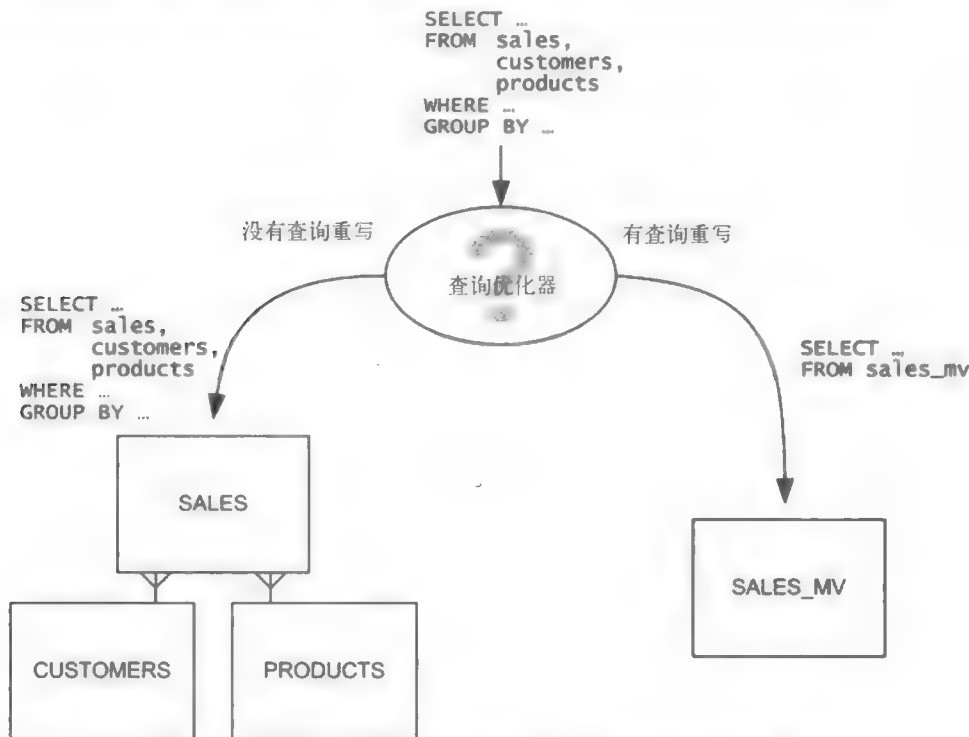 SELECT …
FROM sales,
customers,
products
WHERE …
GROUP BY …
没有查询重写
有查询重写
查询优化器
SELECT …
FROM sales,
customers,
products
WHERE …
GROUP BY …
SELECT …
FROM sales_mv
SALES
SALES_MV
CUSTOMERS
PRODUCTS